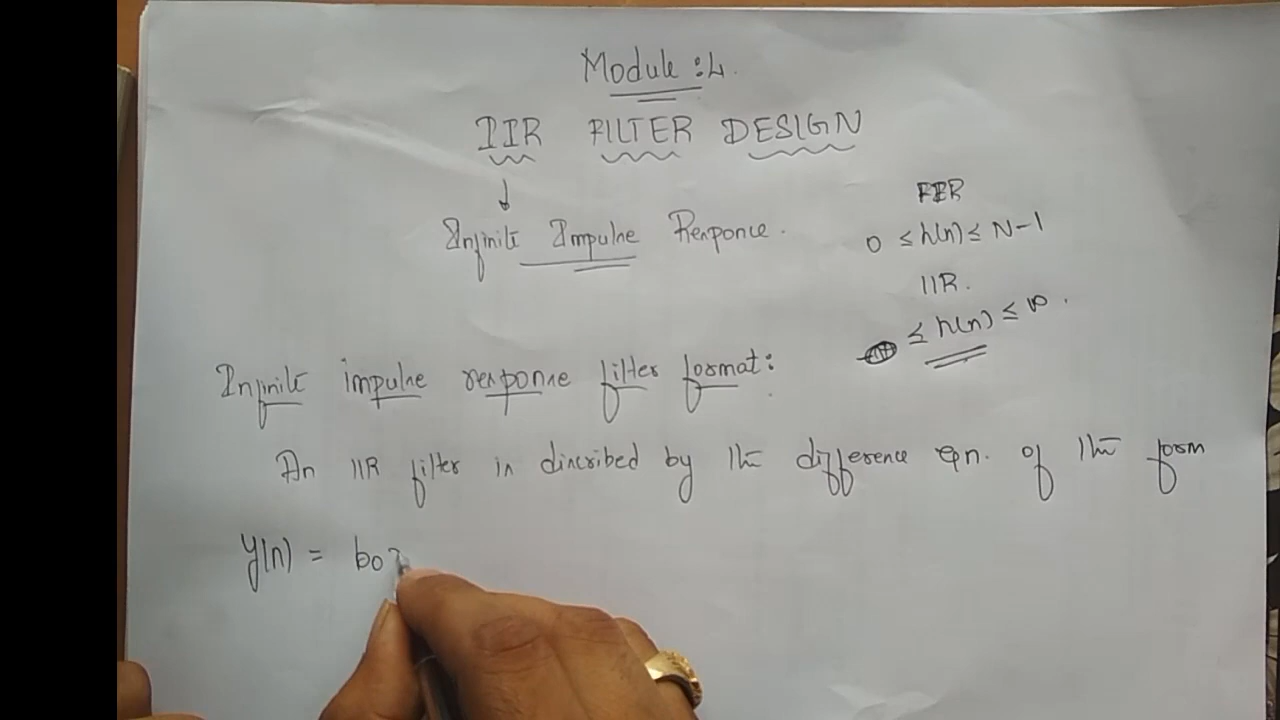 Module :4.
IIR FILTER DESIGN
Infinite Impulse Responce.
FIR
0 ≤ h(n) ≤ N-1
IIR.
≤ h(n) ≤ ∞.
Infinite impulse response filter format:
An IIR filter is discribed by the difference eqn. of the form
y(n) = b0